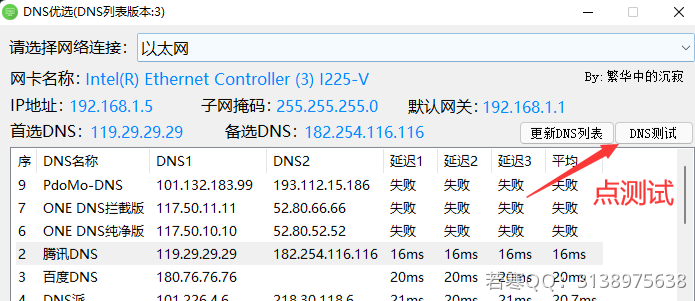 DNS优选(DNS列表版本:3)
请选择网络连接: 以太网
网卡名称: Intel(R) Ethernet Controller (3) I225-V By: 繁华中的沉寂
IP地址: 192.168.1.5 子网掩码: 255.255.255.0 默认网关: 192.168.1.1
首选DNS: 119.29.29.29 备选DNS: 182.254.116.116 更新DNS列表 DNS测试
序 DNS名称 DNS1 DNS2 延迟1 延迟2 延迟3 平均
9 PdoMo-DNS 101.132.183.99 193.112.15.186 失败 失败 失败 失败
点测试
7 ONE DNS拦截版 117.50.11.11 52.80.66.66 失败 失败 失败 失败
6 ONE DNS纯净版 117.50.10.10 52.80.52.52 失败 失败 失败 失败
2 腾讯DNS 119.29.29.29 182.254.116.116 16ms 16ms 16ms 16ms
3 百度DNS 180.76.76.76 20ms 20ms 20ms
若寒QQ: 3138975638
4 DNS派 101.226.4.6 218.30.118.6 21ms 21ms 21ms 20.7ms